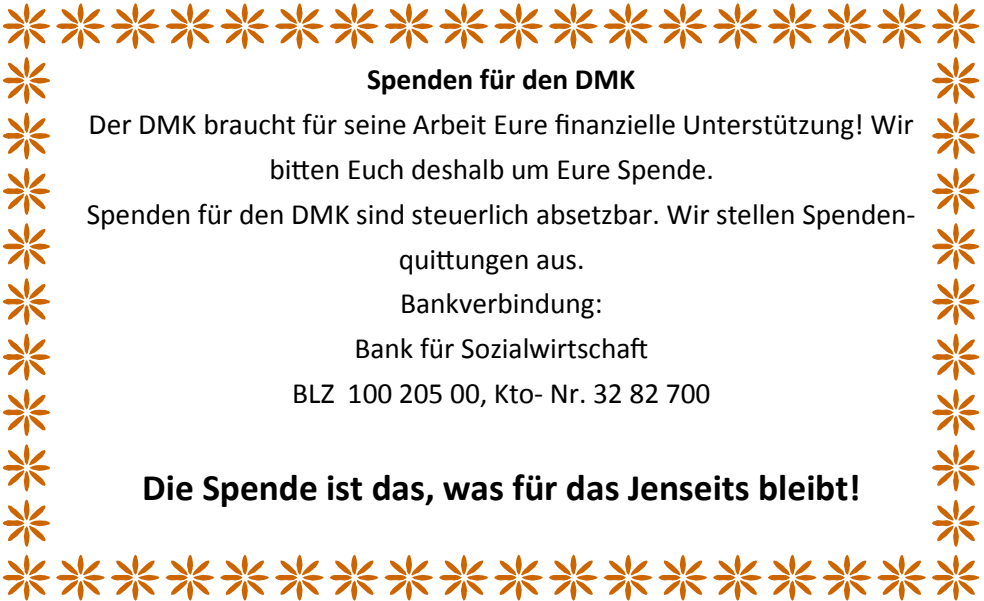 Spenden für den DMK
Der DMK braucht für seine Arbeit Eure finanzielle Unterstützung! Wir
bitten Euch deshalb um Eure Spende.
Spenden für den DMK sind steuerlich absetzbar. Wir stellen Spenden-
quittungen aus.
Bankverbindung:
Bank für Sozialwirtschaft
BLZ  100 205 00, Kto- Nr. 32 82 700
Die Spende ist das, was für das Jenseits bleibt!